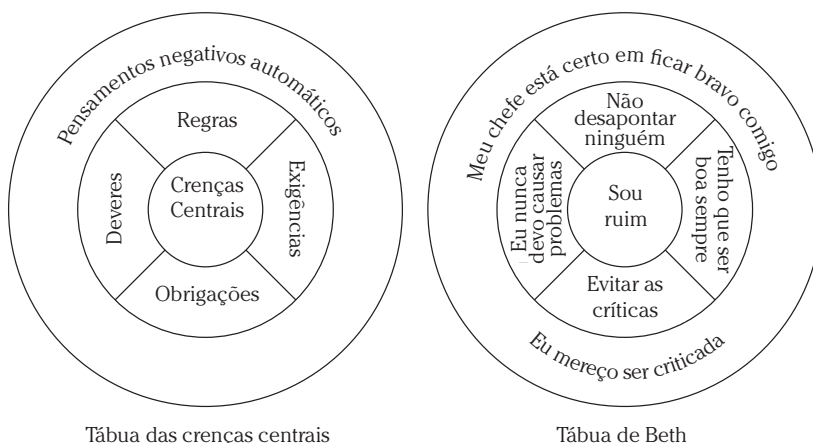 Pensamentos negativos automáticos
Regras
Deveres
Crenças
Centrais
Exigências
Obrigações
Tábua das crenças centrais
Meu chefe está certo em ficar bravo comigo
Não
desapontar
ninguém
Eu nunca
devo causar
problemas
Sou
ruim
Tenho que ser
boa sempre
Evitar as
críticas
Eu mereço ser criticada
Tábua de Beth